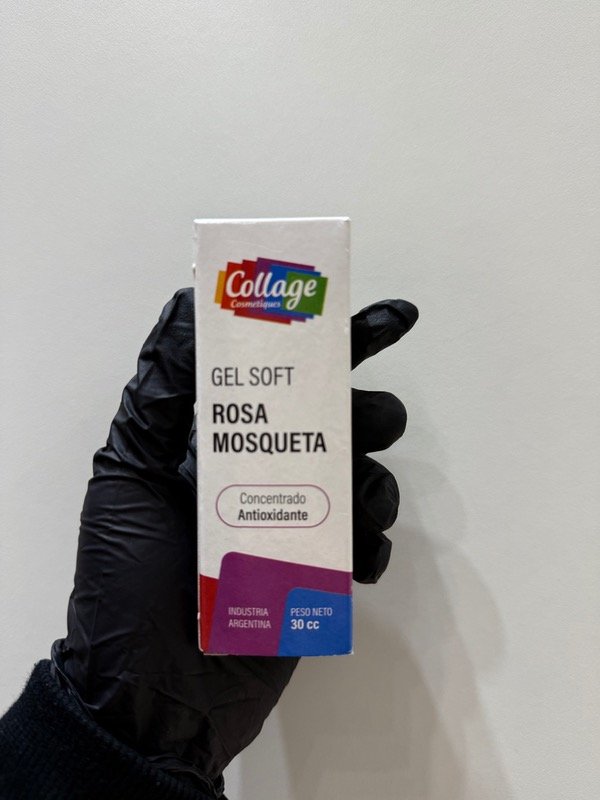 Collage
Cosmetiques
GEL SOFT
ROSA
MOSQUETA
Concentrado
Antioxidante
INDUSTRIA
ARGENTINA
PESO NETO
30 cc